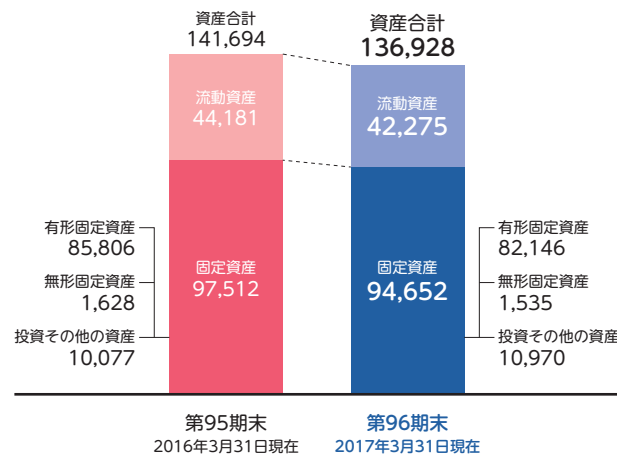 資産合計
141,694
流動資産
44,181
固定資産
97,512
有形固定資産
85,806
無形固定資産
1,628
投資その他の資産
10,077
第95期末
2016年3月31日現在
資産合計
136,928
流動資産
42,275
固定資産
94,652
有形固定資産
82,146
無形固定資産
1,535
投資その他の資産
10,970
第96期末
2017年3月31日現在